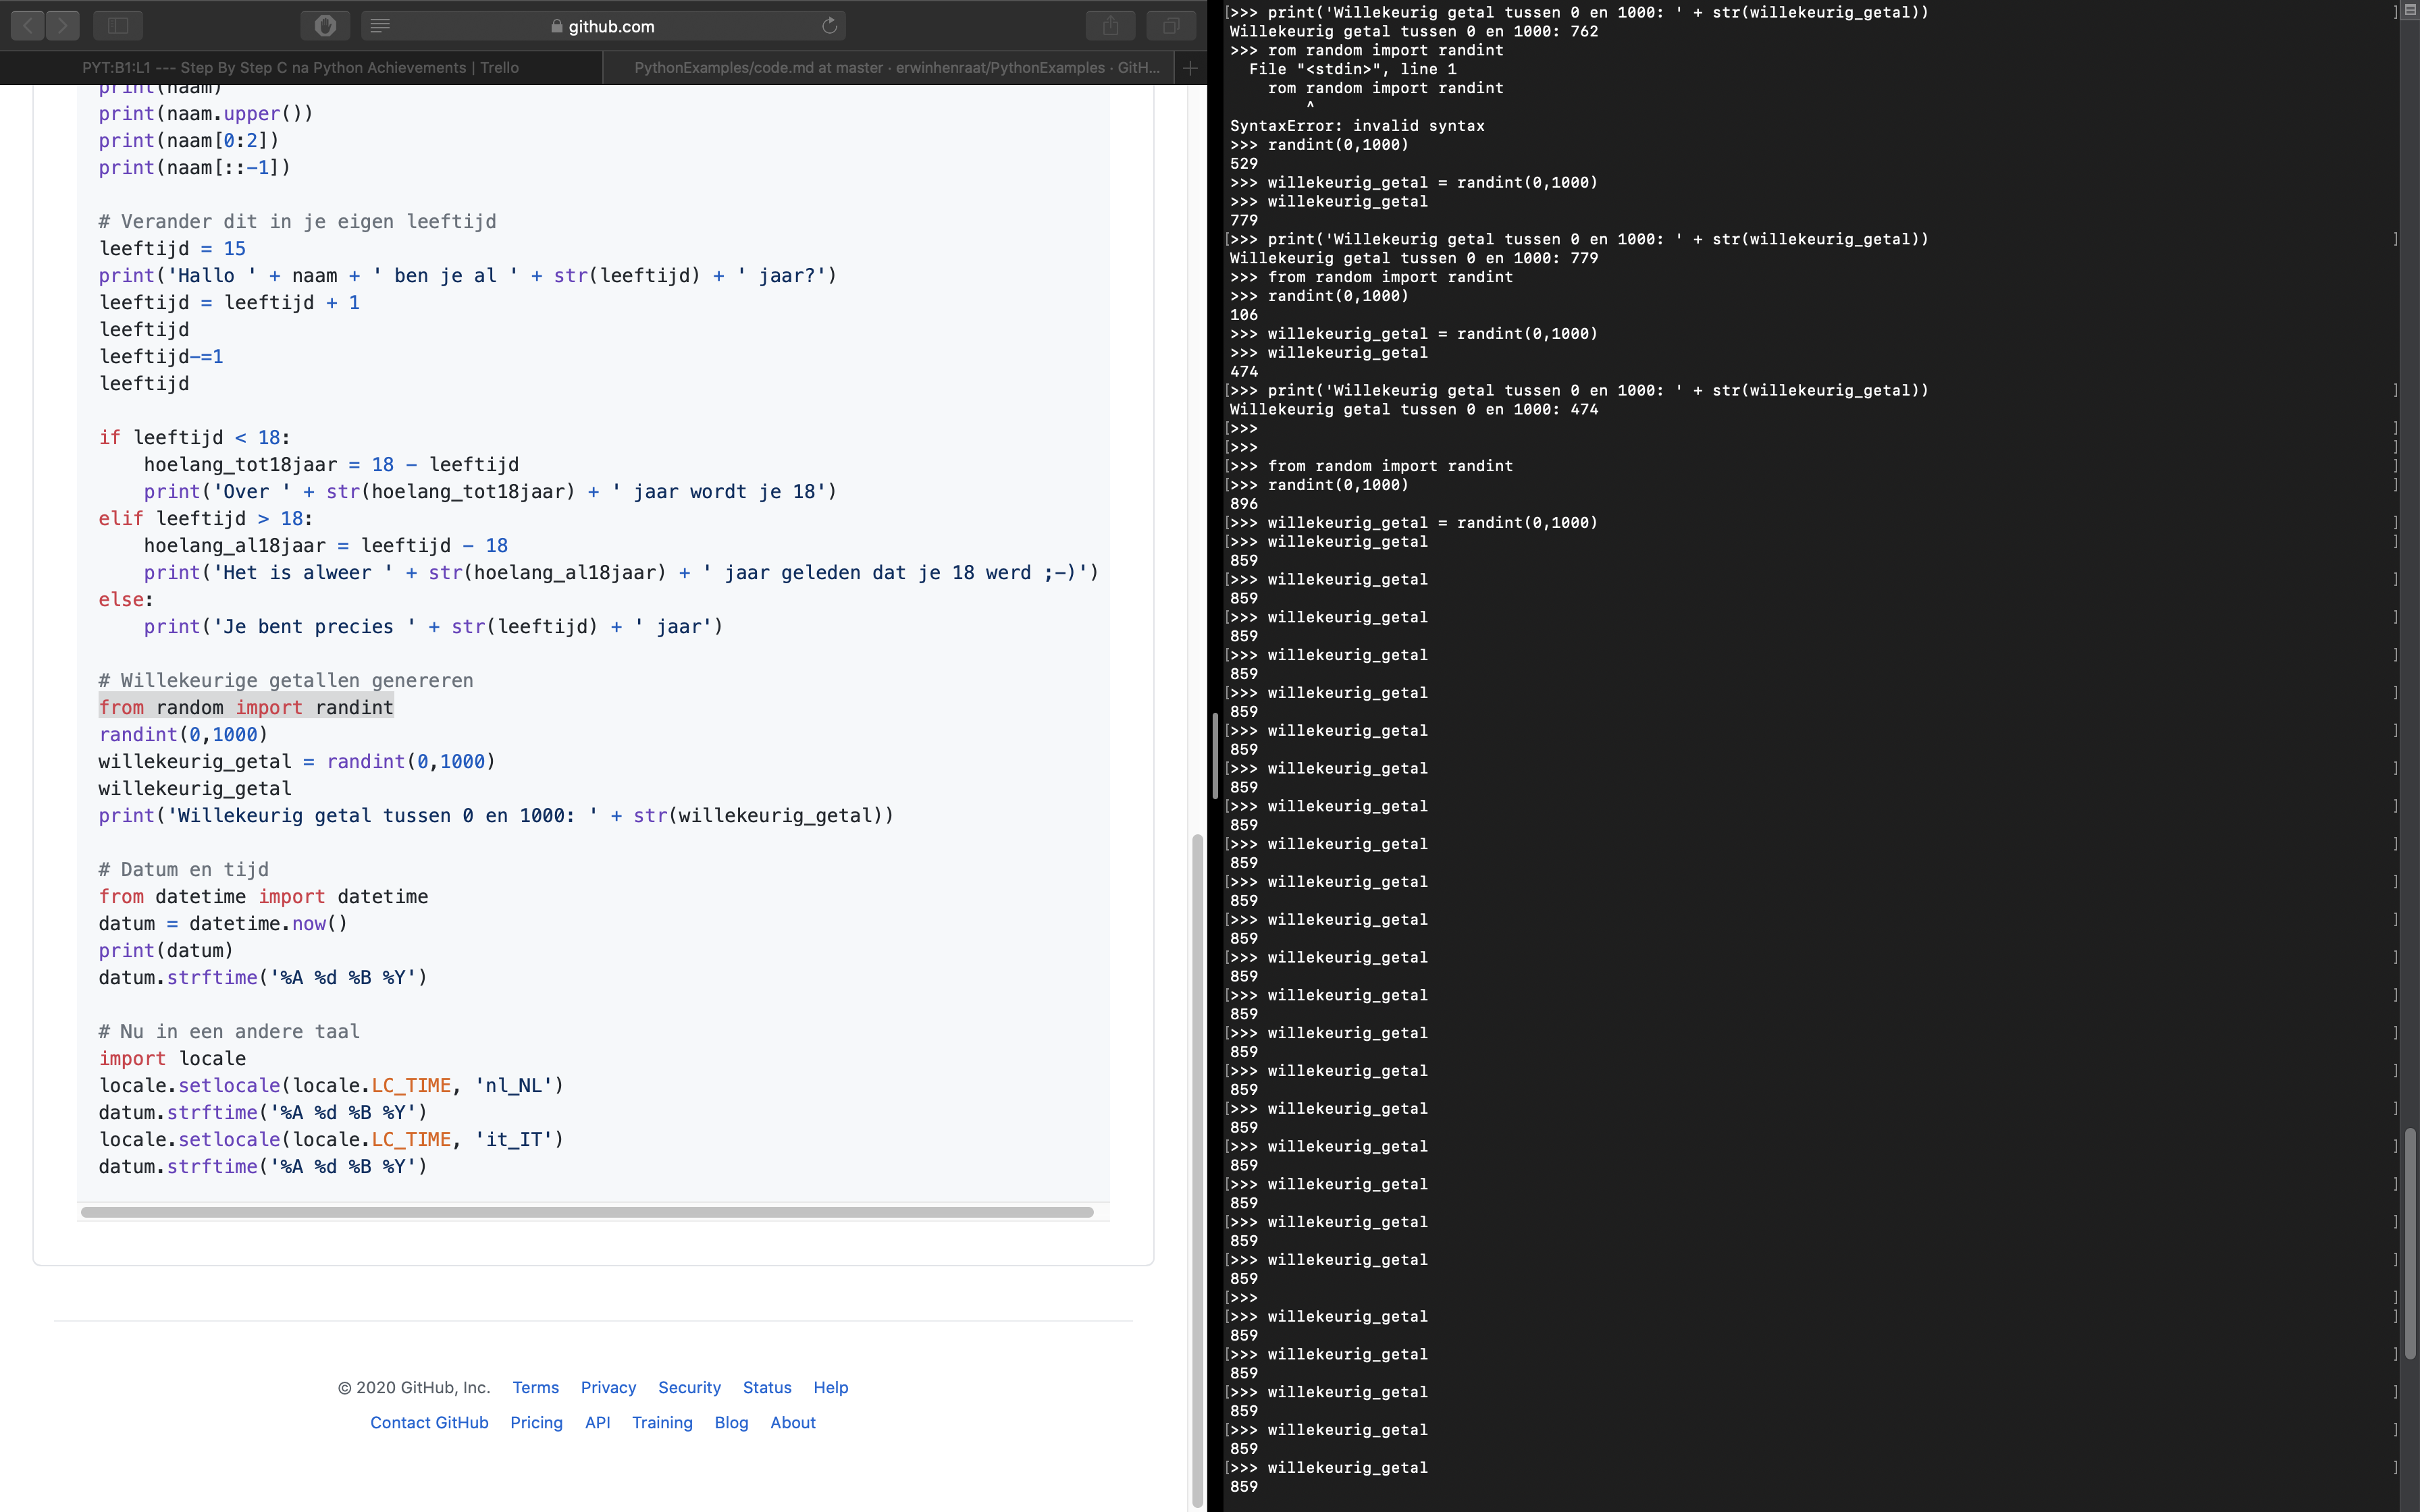 github.com
PYT:B1:L1 --- Step By Step C na Python Achievements | Trello
PythonExamples/code.md at master · erwinhenraat/PythonExamples · GitH...
print(naam)
print(naam.upper())
print(naam[0:2])
print(naam[::-1])
# Verander dit in je eigen leeftijd
leeftijd = 15
print('Hallo ' + naam + ' ben je al ' + str(leeftijd) + ' jaar?')
leeftijd = leeftijd + 1
leeftijd
leeftijd-=1
leeftijd
if leeftijd < 18:
    hoelang_tot18jaar = 18 - leeftijd
    print('Over ' + str(hoelang_tot18jaar) + ' jaar wordt je 18')
elif leeftijd > 18:
    hoelang_al18jaar = leeftijd - 18
    print('Het is alweer ' + str(hoelang_al18jaar) + ' jaar geleden dat je 18 werd ;-)')
else:
    print('Je bent precies ' + str(leeftijd) + ' jaar')
# Willekeurige getallen genereren
from random import randint
randint(0,1000)
willekeurig_getal = randint(0,1000)
willekeurig_getal
print('Willekeurig getal tussen 0 en 1000: ' + str(willekeurig_getal))
# Datum en tijd
from datetime import datetime
datum = datetime.now()
print(datum)
datum.strftime('%A %d %B %Y')
# Nu in een andere taal
import locale
locale.setlocale(locale.LC_TIME, 'nl_NL')
datum.strftime('%A %d %B %Y')
locale.setlocale(locale.LC_TIME, 'it_IT')
datum.strftime('%A %d %B %Y')
© 2020 GitHub, Inc. Terms Privacy Security Status Help
Contact GitHub Pricing API Training Blog About
[>>> print('Willekeurig getal tussen 0 en 1000: ' + str(willekeurig_getal)) ]
Willekeurig getal tussen 0 en 1000: 762
>>> rom random import randint
  File "<stdin>", line 1
    rom random import randint
        ^
SyntaxError: invalid syntax
>>> randint(0,1000)
529
>>> willekeurig_getal = randint(0,1000)
>>> willekeurig_getal
779
[>>> print('Willekeurig getal tussen 0 en 1000: ' + str(willekeurig_getal)) ]
Willekeurig getal tussen 0 en 1000: 779
>>> from random import randint
>>> randint(0,1000)
106
>>> willekeurig_getal = randint(0,1000)
>>> willekeurig_getal
474
[>>> print('Willekeurig getal tussen 0 en 1000: ' + str(willekeurig_getal)) ]
Willekeurig getal tussen 0 en 1000: 474
[>>> ]
[>>> ]
[>>> from random import randint ]
[>>> randint(0,1000) ]
896
[>>> willekeurig_getal = randint(0,1000) ]
[>>> willekeurig_getal ]
859
[>>> willekeurig_getal ]
859
[>>> willekeurig_getal ]
859
[>>> willekeurig_getal ]
859
[>>> willekeurig_getal ]
859
[>>> willekeurig_getal ]
859
[>>> willekeurig_getal ]
859
[>>> willekeurig_getal ]
859
[>>> willekeurig_getal ]
859
[>>> willekeurig_getal ]
859
[>>> willekeurig_getal ]
859
[>>> willekeurig_getal ]
859
[>>> willekeurig_getal ]
859
[>>> willekeurig_getal ]
859
[>>> willekeurig_getal ]
859
[>>> willekeurig_getal ]
859
[>>> willekeurig_getal ]
859
[>>> willekeurig_getal ]
859
[>>> willekeurig_getal ]
859
[>>> willekeurig_getal ]
859
[>>> ]
[>>> willekeurig_getal ]
859
[>>> willekeurig_getal ]
859
[>>> willekeurig_getal ]
859
[>>> willekeurig_getal ]
859
[>>> willekeurig_getal ]
859